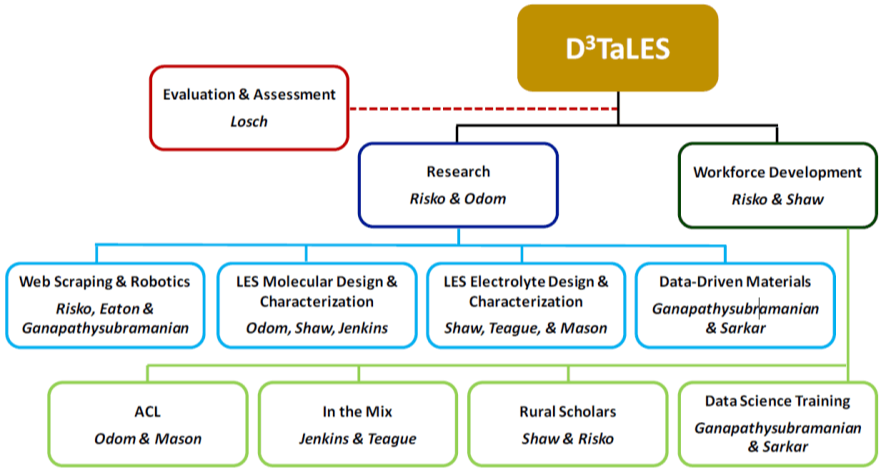 D³TaLES
Evaluation & Assessment
Losch
Research
Risko & Odom
Workforce Development
Risko & Shaw
Web Scraping & Robotics
Risko, Eaton &
Ganapathysubramanian
LES Molecular Design &
Characterization
Odom, Shaw, Jenkins
LES Electrolyte Design &
Characterization
Shaw, Teague, & Mason
Data-Driven Materials
Ganapathysubramanian
& Sarkar
ACL
Odom & Mason
In the Mix
Jenkins & Teague
Rural Scholars
Shaw & Risko
Data Science Training
Ganapathysubramanian
& Sarkar